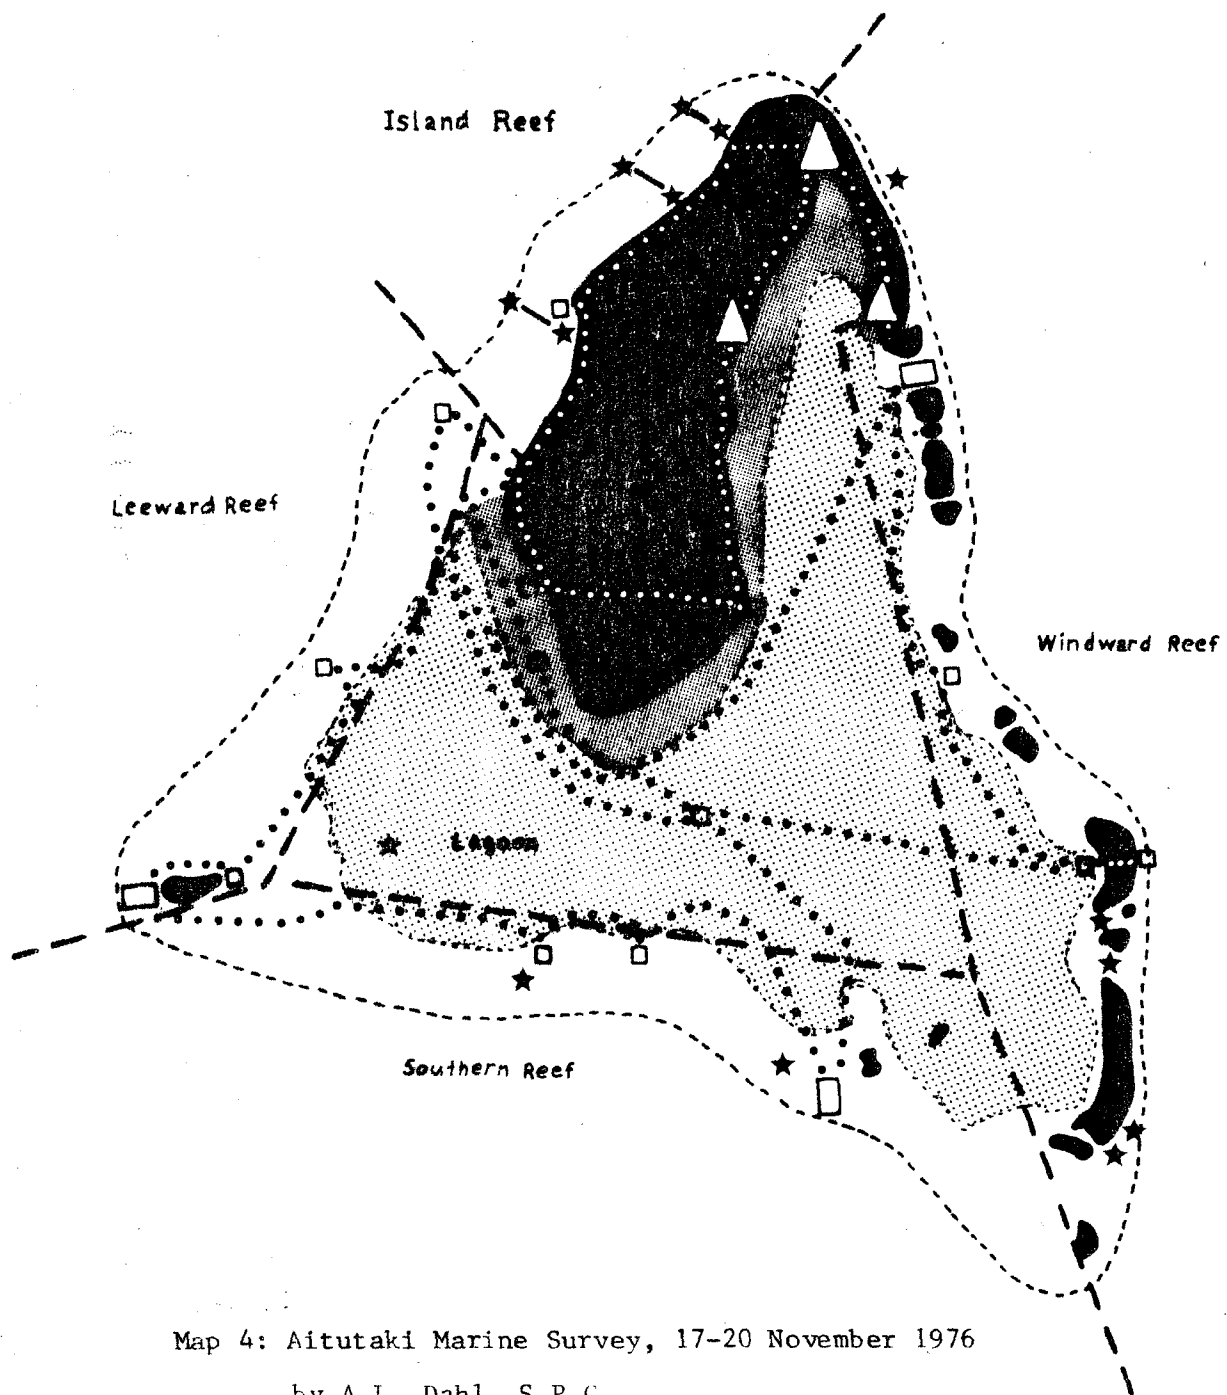 Island Reef
Leeward Reef
Windward Reef
Lagoon
Southern Reef
Map 4: Aitutaki Marine Survey, 17-20 November 1976
by A.L. Dahl, S.P.C.